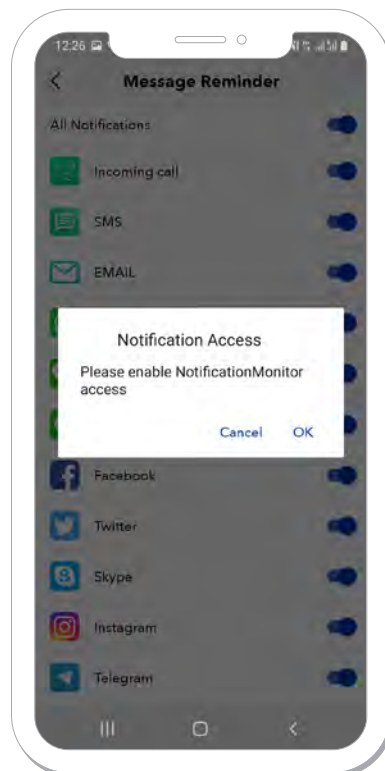 12:26
Message Reminder
All Notifications
Incoming call
SMS
EMAIL
Notification Access
Please enable NotificationMonitor
access
Cancel OK
Facebook
Twitter
Skype
Instagram
Telegram